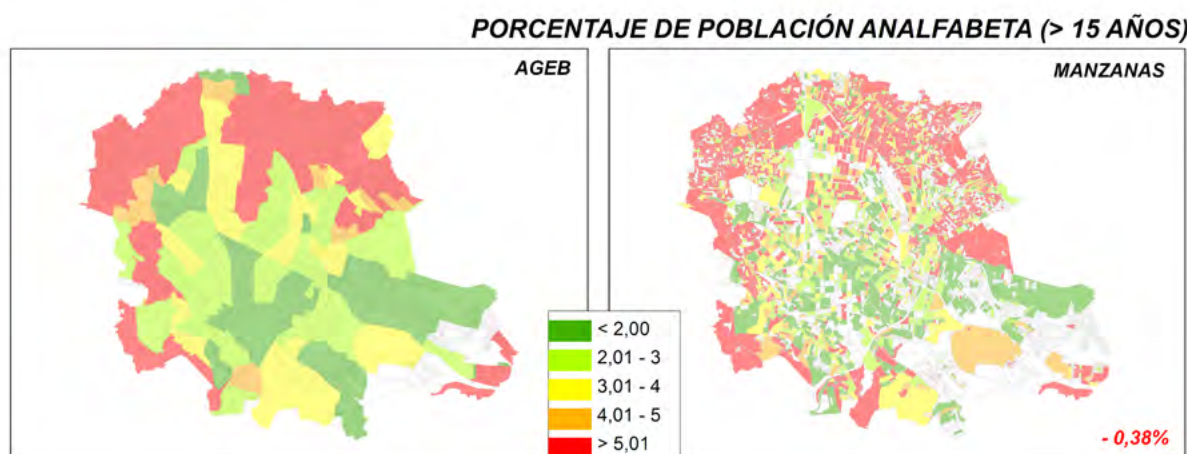 PORCENTAJE DE POBLACIÓN ANALFABETA (> 15 AÑOS)
AGEB
MANZANAS
< 2,00
2,01 - 3
3,01 - 4
4,01 - 5
> 5,01
- 0,38%